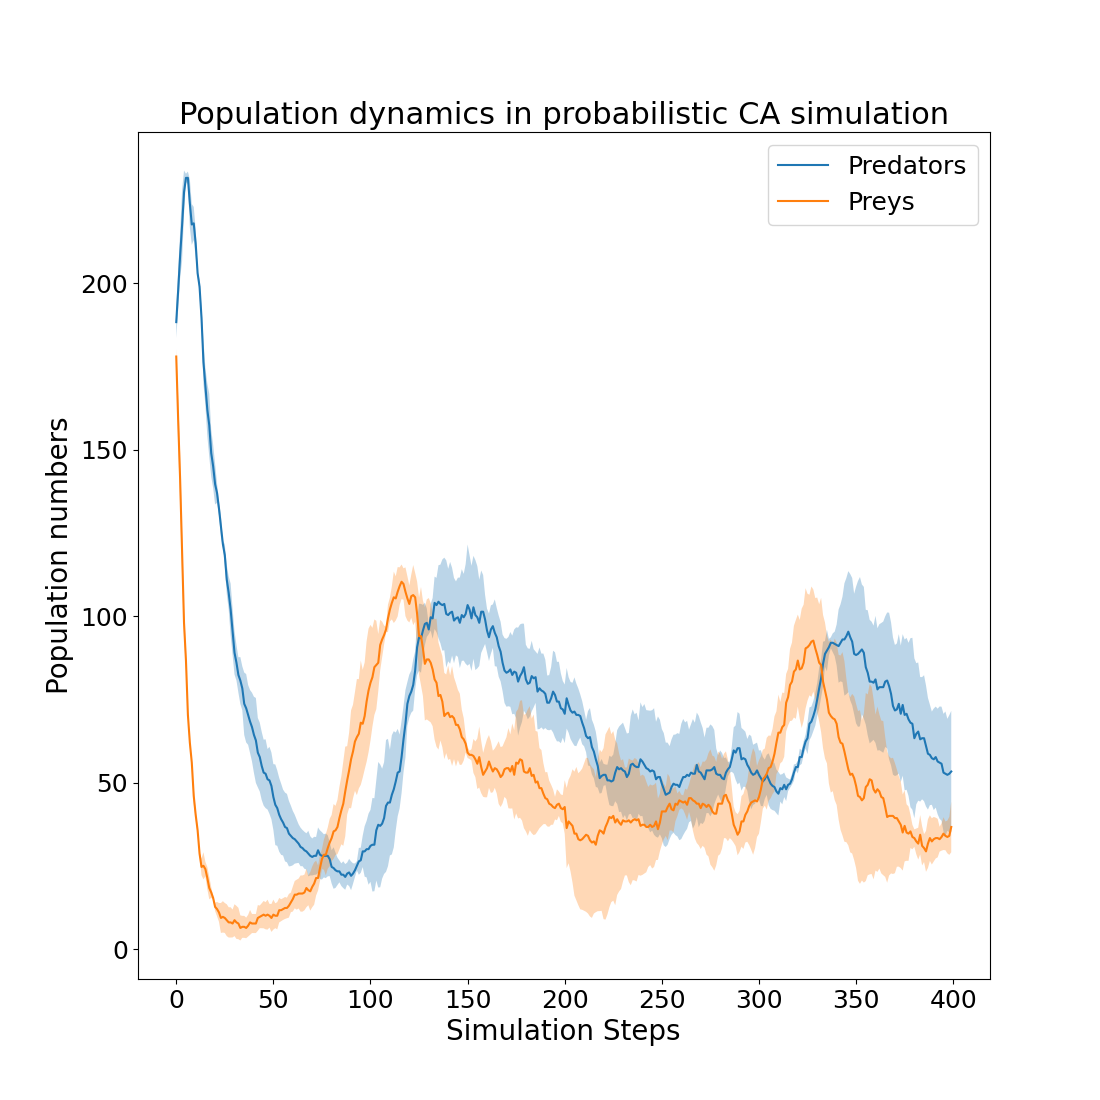 Population dynamics in probabilistic CA simulation
Predators
Preys
Population numbers
200
150
100
50
0
0 50 100 150 200 250 300 350 400
Simulation Steps